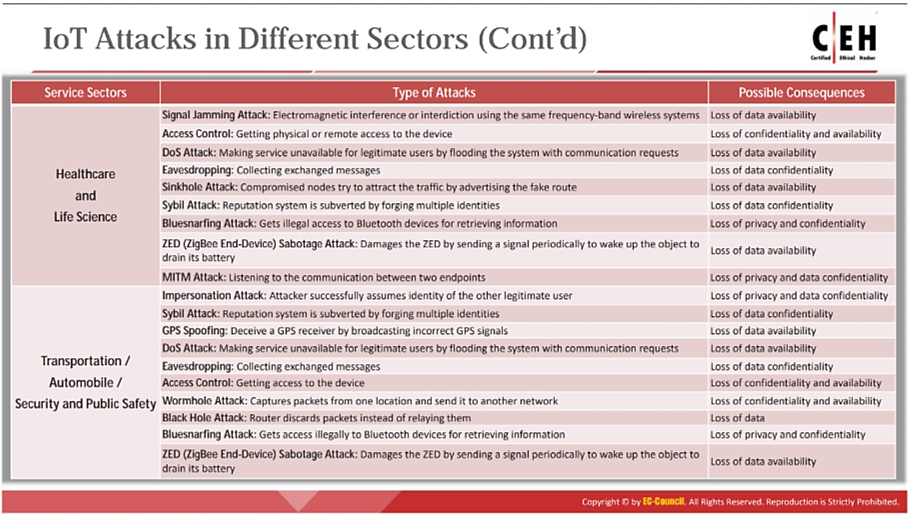 IoT Attacks in Different Sectors (Cont’d)
CEH
Certified Ethical Hacker
Service Sectors Type of Attacks Possible Consequences
Healthcare
and
Life Science
Signal Jamming Attack: Electromagnetic interference or interdiction using the same frequency-band wireless systems Loss of data availability
Access Control: Getting physical or remote access to the device Loss of confidentiality and availability
DoS Attack: Making service unavailable for legitimate users by flooding the system with communication requests Loss of data availability
Eavesdropping: Collecting exchanged messages Loss of data confidentiality
Sinkhole Attack: Compromised nodes try to attract the traffic by advertising the fake route Loss of data availability
Sybil Attack: Reputation system is subverted by forging multiple identities Loss of data confidentiality
Bluesnarfing Attack: Gets illegal access to Bluetooth devices for retrieving information Loss of privacy and confidentiality
ZED (ZigBee End-Device) Sabotage Attack: Damages the ZED by sending a signal periodically to wake up the object to
drain its battery Loss of data availability
MITM Attack: Listening to the communication between two endpoints Loss of privacy and data confidentiality
Transportation /
Automobile /
Security and Public Safety
Impersonation Attack: Attacker successfully assumes identity of the other legitimate user Loss of privacy and data confidentiality
Sybil Attack: Reputation system is subverted by forging multiple identities Loss of data confidentiality
GPS Spoofing: Deceive a GPS receiver by broadcasting incorrect GPS signals Loss of data availability
DoS Attack: Making service unavailable for legitimate users by flooding the system with communication requests Loss of data availability
Eavesdropping: Collecting exchanged messages Loss of data confidentiality
Access Control: Getting access to the device Loss of confidentiality and availability
Wormhole Attack: Captures packets from one location and send it to another network Loss of confidentiality and availability
Black Hole Attack: Router discards packets instead of relaying them Loss of data
Bluesnarfing Attack: Gets access illegally to Bluetooth devices for retrieving information Loss of privacy and confidentiality
ZED (ZigBee End-Device) Sabotage Attack: Damages the ZED by sending a signal periodically to wake up the object to
drain its battery Loss of data availability
Copyright © by EC-Council. All Rights Reserved. Reproduction is Strictly Prohibited.